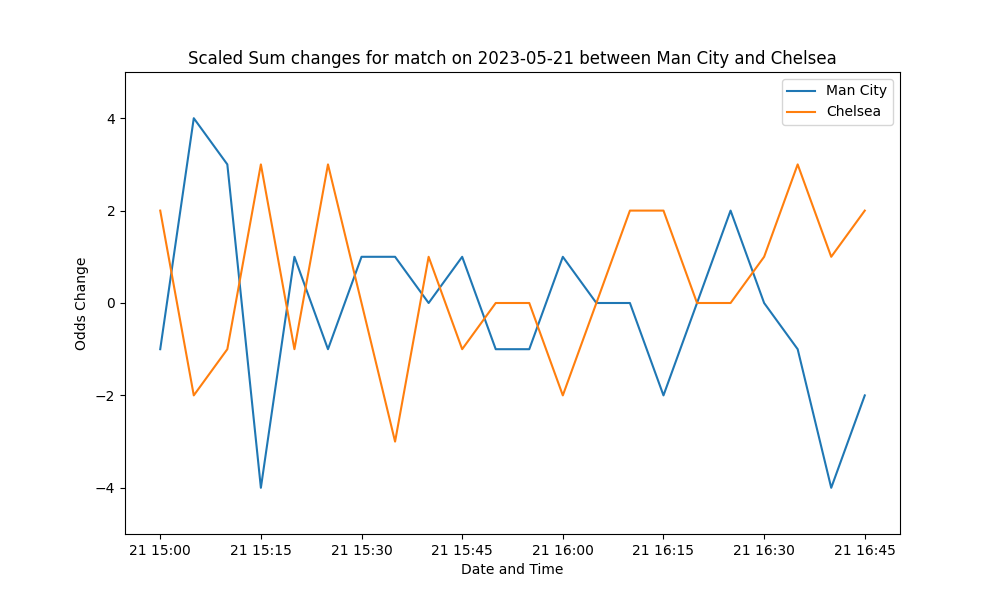 Scaled Sum changes for match on 2023-05-21 between Man City and Chelsea
Man City
Chelsea
Odds Change
4
2
0
−2
−4
21 15:00 21 15:15 21 15:30 21 15:45 21 16:00 21 16:15 21 16:30 21 16:45
Date and Time